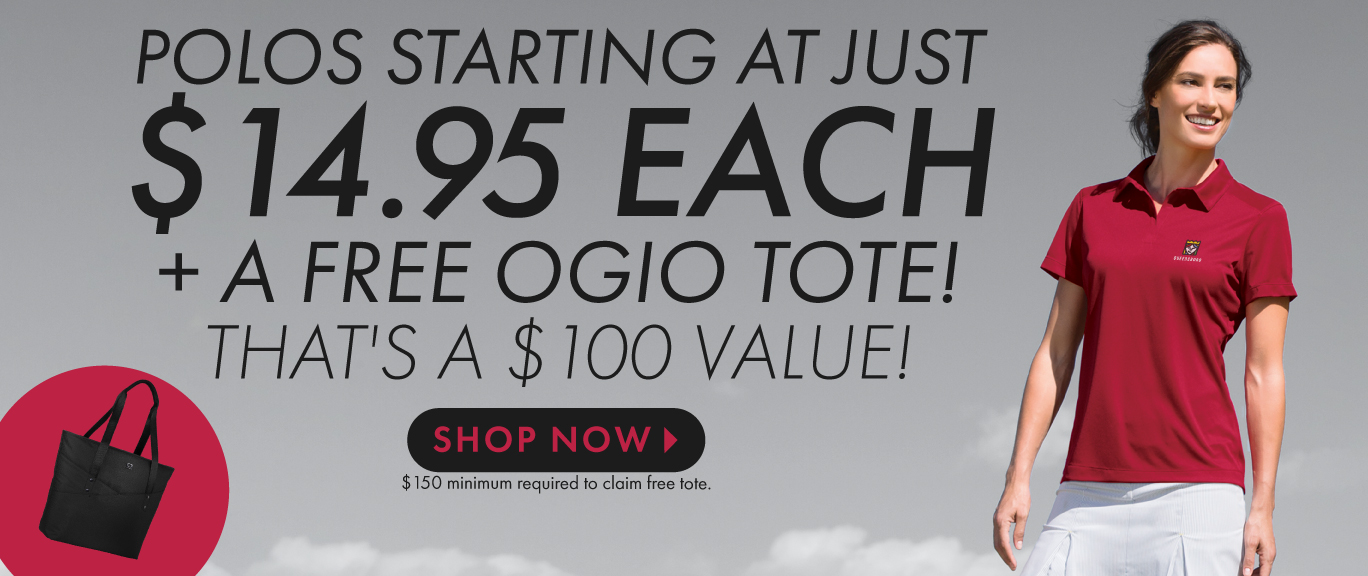 POLOS STARTING AT JUST
$14.95 EACH
+ A FREE OGIO TOTE!
THAT'S A $100 VALUE!
SHOP NOW
$150 minimum required to claim free tote.